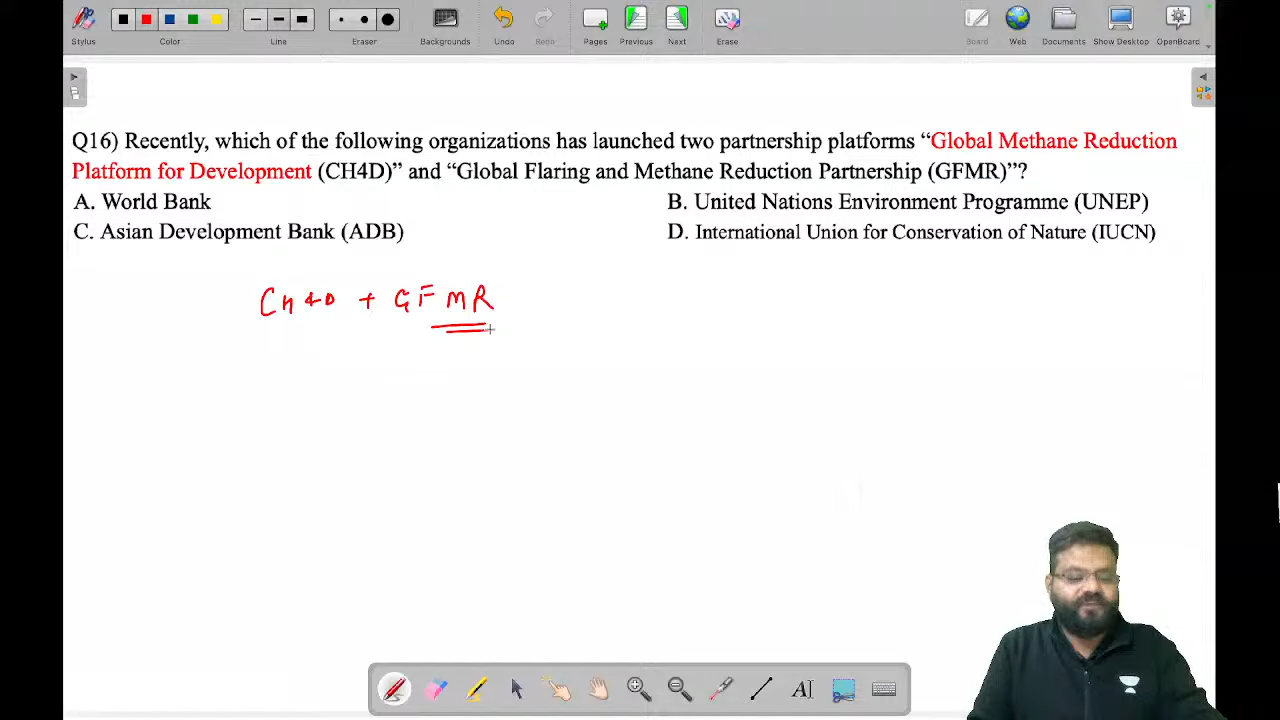 Stylus Color Line Eraser Backgrounds Undo Redo Pages Previous Next Erase Board Web Documents Show Desktop OpenBoard
Q16) Recently, which of the following organizations has launched two partnership platforms “Global Methane Reduction
Platform for Development (CH4D)” and “Global Flaring and Methane Reduction Partnership (GFMR)”?
A. World Bank B. United Nations Environment Programme (UNEP)
C. Asian Development Bank (ADB) D. International Union for Conservation of Nature (IUCN)
CH4D + GFMR